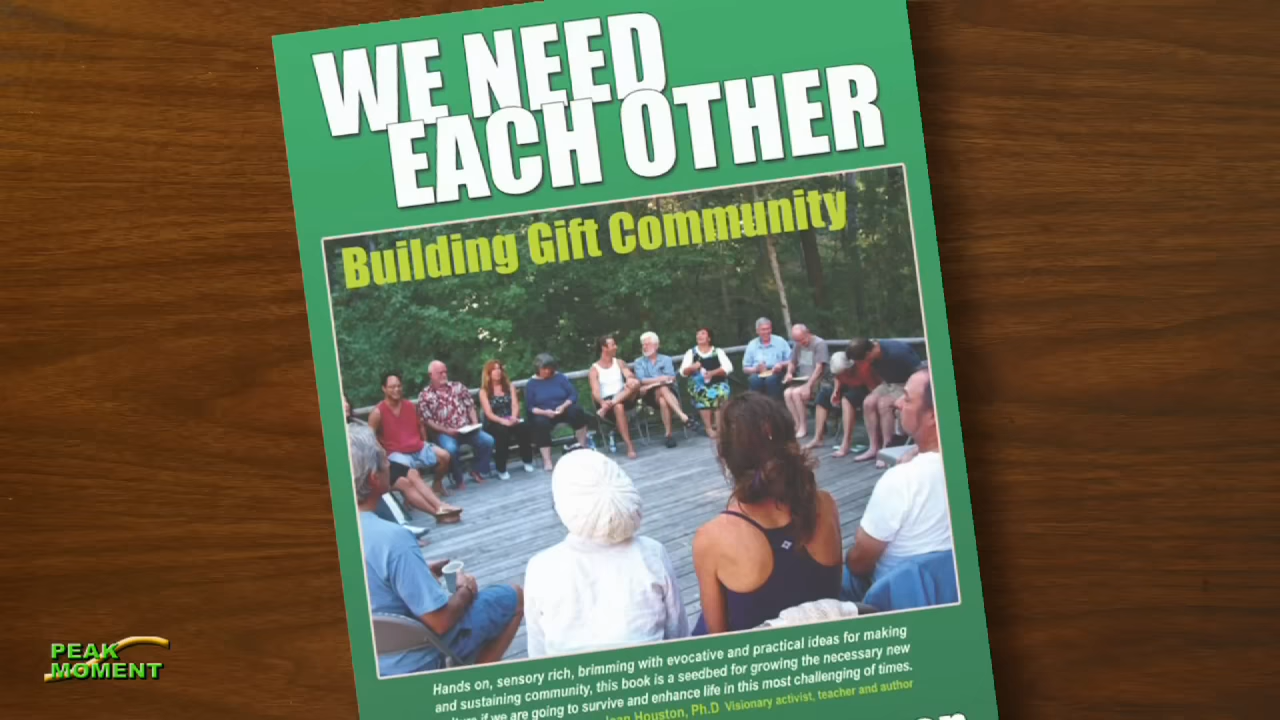 WE NEED
EACH OTHER
Building Gift Community
Hands on, sensory rich, brimming with evocative and practical ideas for making
and sustaining community, this book is a seedbed for growing the necessary new
if we are going to survive and enhance life in this most challenging of times.
Houston, Ph.D Visionary activist, teacher and author
PEAK
MOMENT